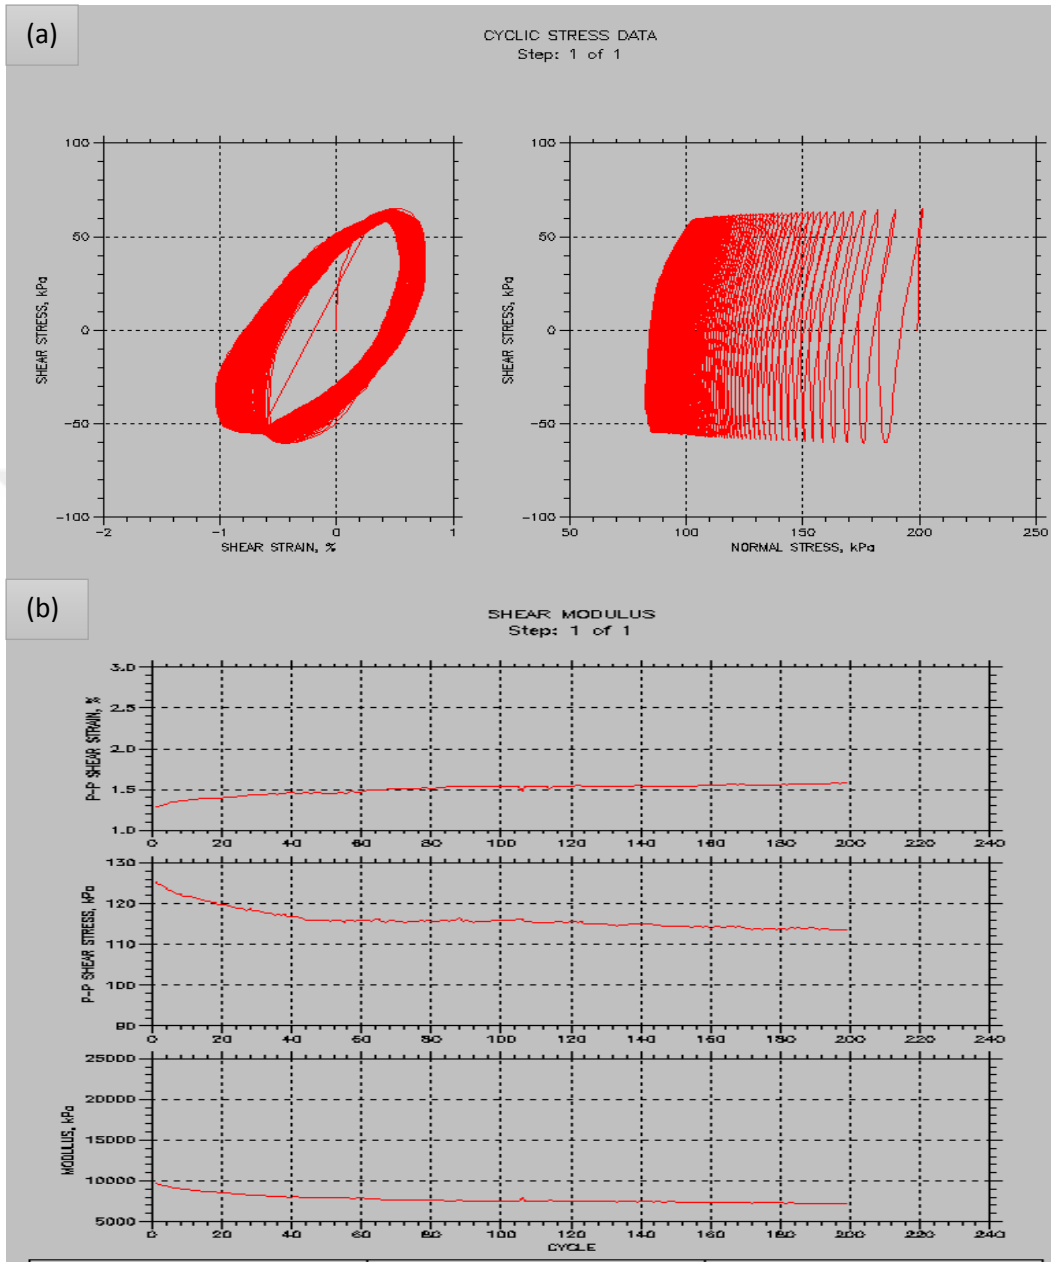 (a)
CYCLIC STRESS DATA
Step: 1 of 1
100
50
0
-50
-100
SHEAR STRESS, kPa
-2
-1
0
1
SHEAR STRAIN, %
100
50
0
-50
-100
SHEAR STRESS, kPa
50
100
150
200
250
NORMAL STRESS, kPa
(b)
SHEAR MODULUS
Step: 1 of 1
3.0
2.5
2.0
1.5
1.0
P-P SHEAR STRAIN, %
0 20 40 60 80 100 120 140 160 180 200 220 240
130
120
110
100
90
P-P SHEAR STRESS, kPa
0 20 40 60 80 100 120 140 160 180 200 220 240
25000
20000
15000
10000
5000
MODULUS, kPa
0 20 40 60 80 100 120 140 160 180 200 220 240
CYCLE